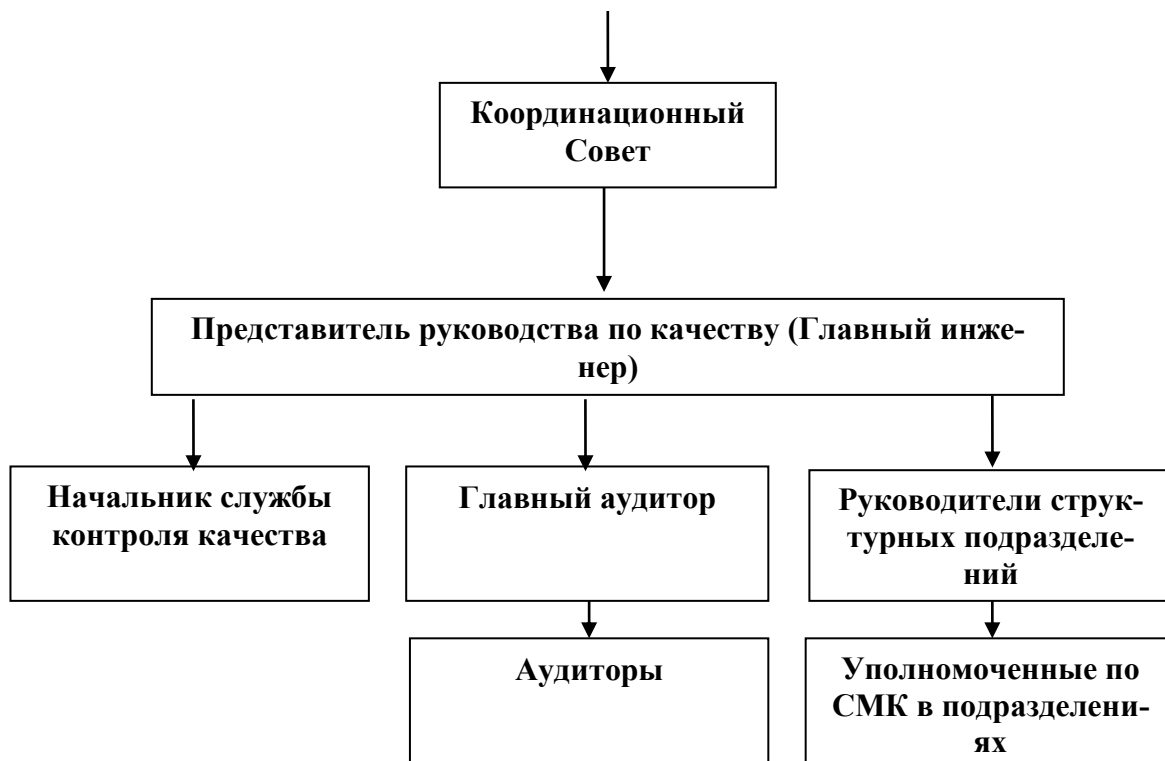 Координационный
Совет
Представитель руководства по качеству (Главный инже-
нер)
Начальник службы
контроля качества
Главный аудитор
Руководители струк-
турных подразделе-
ний
Аудиторы
Уполномоченные по
СМК в подразделени-
ях